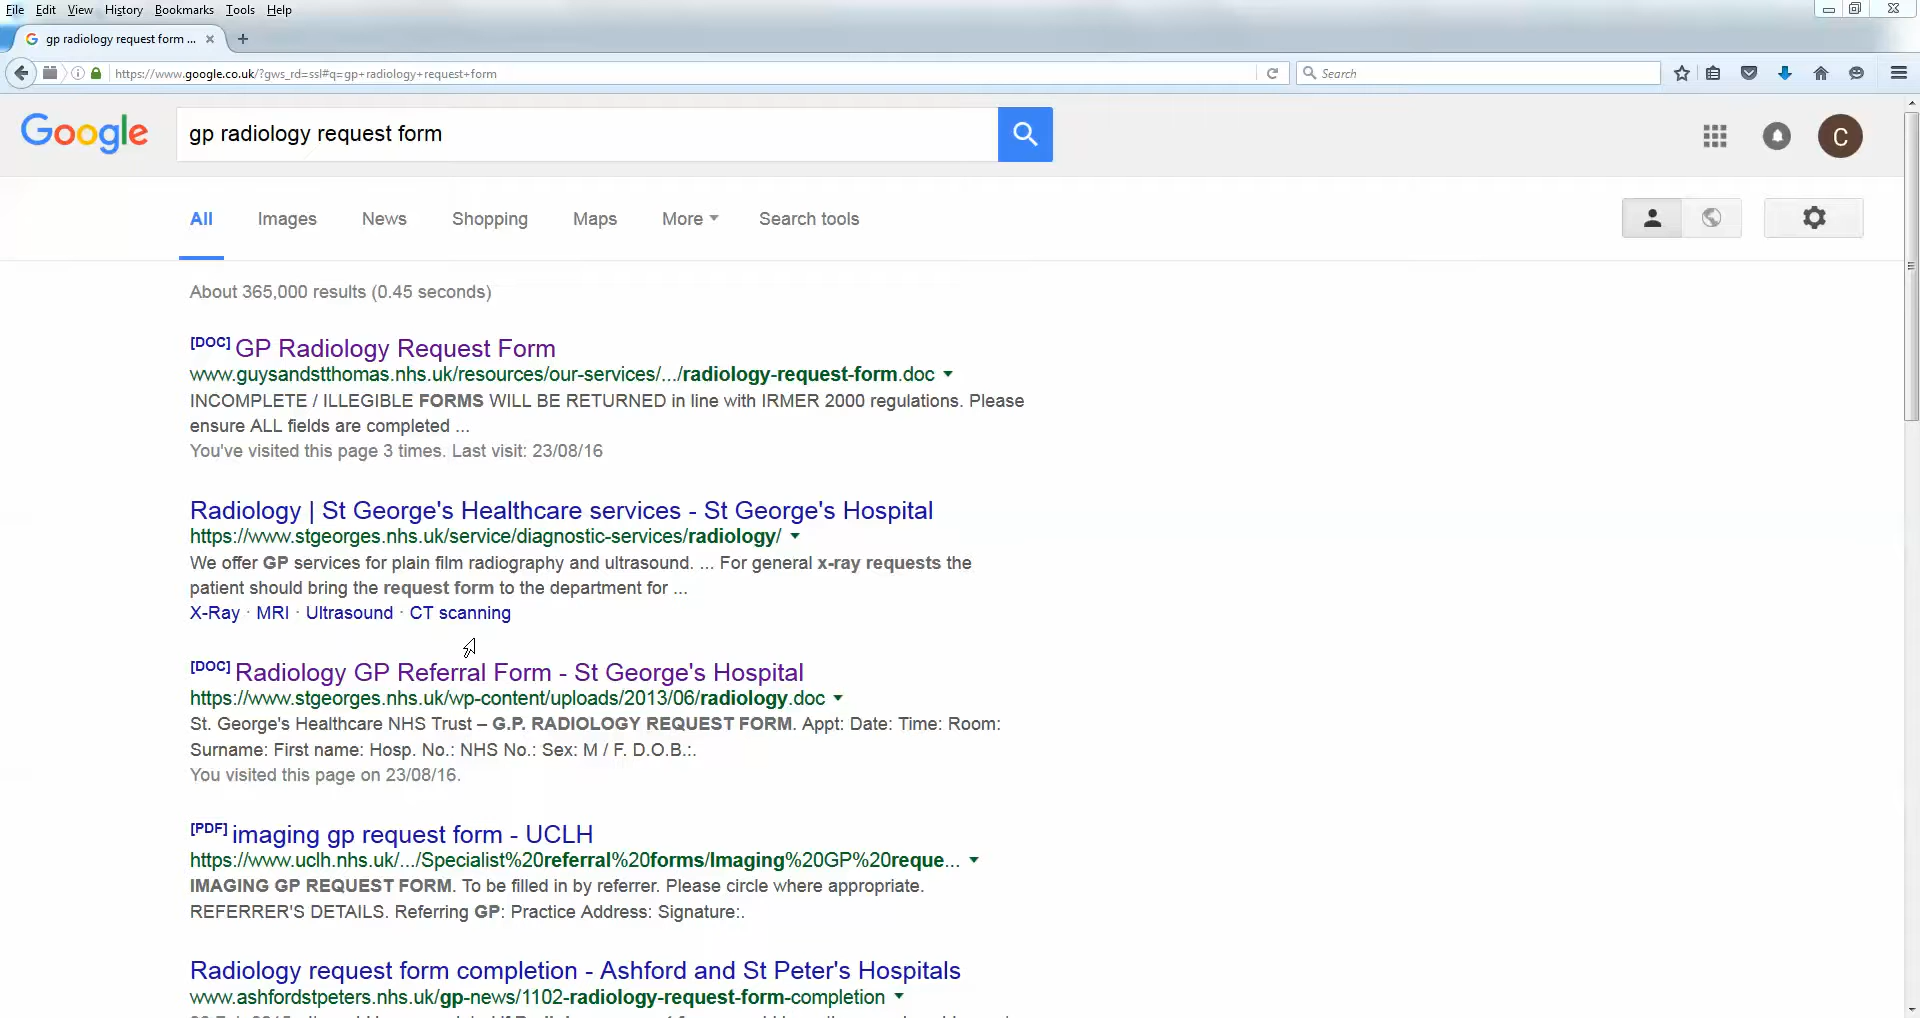 File Edit View History Bookmarks Tools Help
gp radiology request form ...
https://www.google.co.uk/?gws_rd=ssl#q=gp+radiology+request+form
Search
Google
gp radiology request form
C
All Images News Shopping Maps More Search tools
About 365,000 results (0.45 seconds)
[DOC] GP Radiology Request Form
www.guysandstthomas.nhs.uk/resources/our-services/.../radiology-request-form.doc
INCOMPLETE / ILLEGIBLE FORMS WILL BE RETURNED in line with IRMER 2000 regulations. Please
ensure ALL fields are completed ...
You've visited this page 3 times. Last visit: 23/08/16
Radiology | St George's Healthcare services - St George's Hospital
https://www.stgeorges.nhs.uk/service/diagnostic-services/radiology/
We offer GP services for plain film radiography and ultrasound. ... For general x-ray requests the
patient should bring the request form to the department for ...
X-Ray · MRI · Ultrasound · CT scanning
[DOC] Radiology GP Referral Form - St George's Hospital
https://www.stgeorges.nhs.uk/wp-content/uploads/2013/06/radiology.doc
St. George's Healthcare NHS Trust – G.P. RADIOLOGY REQUEST FORM. Appt: Date: Time: Room:
Surname: First name: Hosp. No.: NHS No.: Sex: M / F. D.O.B.:.
You visited this page on 23/08/16.
[PDF] imaging gp request form - UCLH
https://www.uclh.nhs.uk/.../Specialist%20referral%20forms/Imaging%20GP%20reque...
IMAGING GP REQUEST FORM. To be filled in by referrer. Please circle where appropriate.
REFERRER'S DETAILS. Referring GP: Practice Address: Signature:.
Radiology request form completion - Ashford and St Peter's Hospitals
www.ashfordstpeters.nhs.uk/gp-news/1102-radiology-request-form-completion